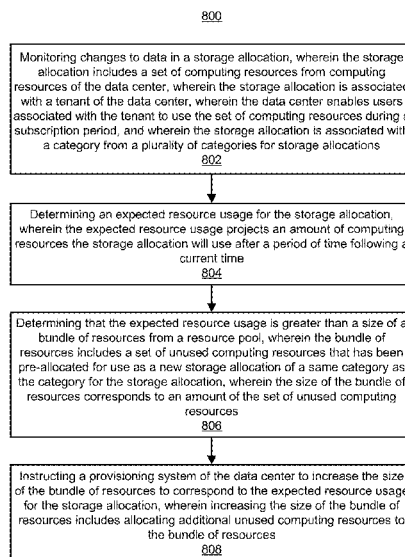 800
Monitoring changes to data in a storage allocation, wherein the storage
allocation includes a set of computing resources from computing
resources of the data center, wherein the storage allocation is associated
with a tenant of the data center, wherein the data center enables users
associated with the tenant to use the set of computing resources during a
subscription period, and wherein the storage allocation is associated with
a category from a plurality of categories for storage allocations
802
Determining an expected resource usage for the storage allocation,
wherein the expected resource usage projects an amount of computing
resources the storage allocation will use after a period of time following a
current time
804
Determining that the expected resource usage is greater than a size of a
bundle of resources from a resource pool, wherein the bundle of
resources includes a set of unused computing resources that has been
pre-allocated for use as a new storage allocation of a same category as
the category for the storage allocation, wherein the size of the bundle of
resources corresponds to an amount of the set of unused computing
resources
806
Instructing a provisioning system of the data center to increase the size
of the bundle of resources to correspond to the expected resource usage
for the storage allocation, wherein increasing the size of the bundle of
resources includes allocating additional unused computing resources to
the bundle of resources
808